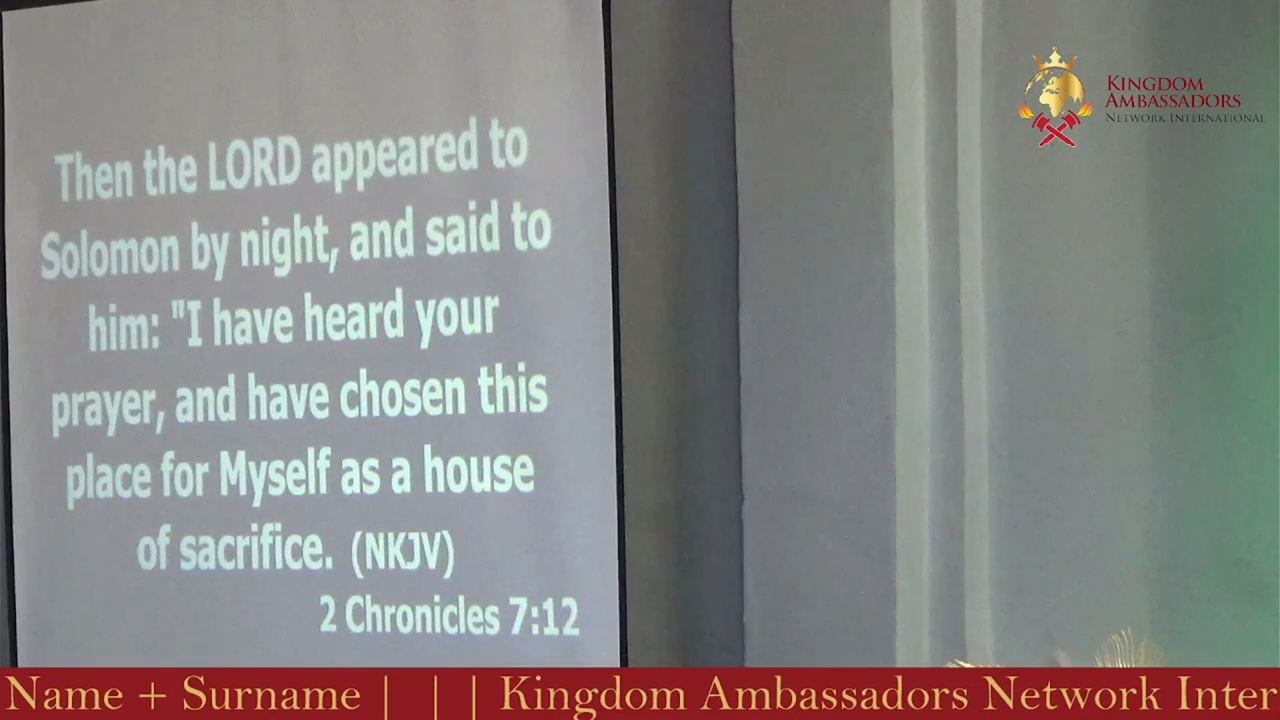 Then the LORD appeared to
Solomon by night, and said to
him: "I have heard your
prayer, and have chosen this
place for Myself as a house
of sacrifice. (NKJV)
2 Chronicles 7:12
KINGDOM
AMBASSADORS
NETWORK INTERNATIONAL
Name + Surname | | | Kingdom Ambassadors Network Inter